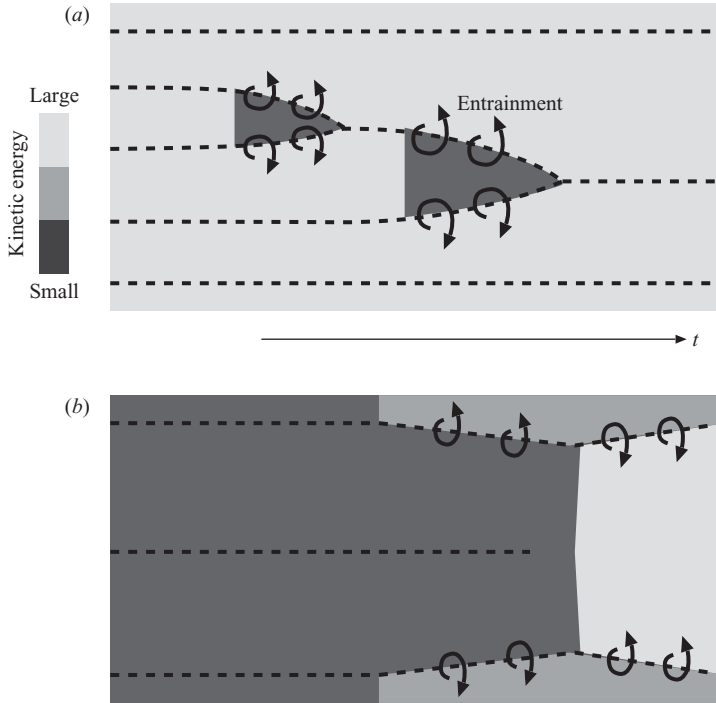 (a)
Large
Kinetic energy
Small
Entrainment
t
(b)